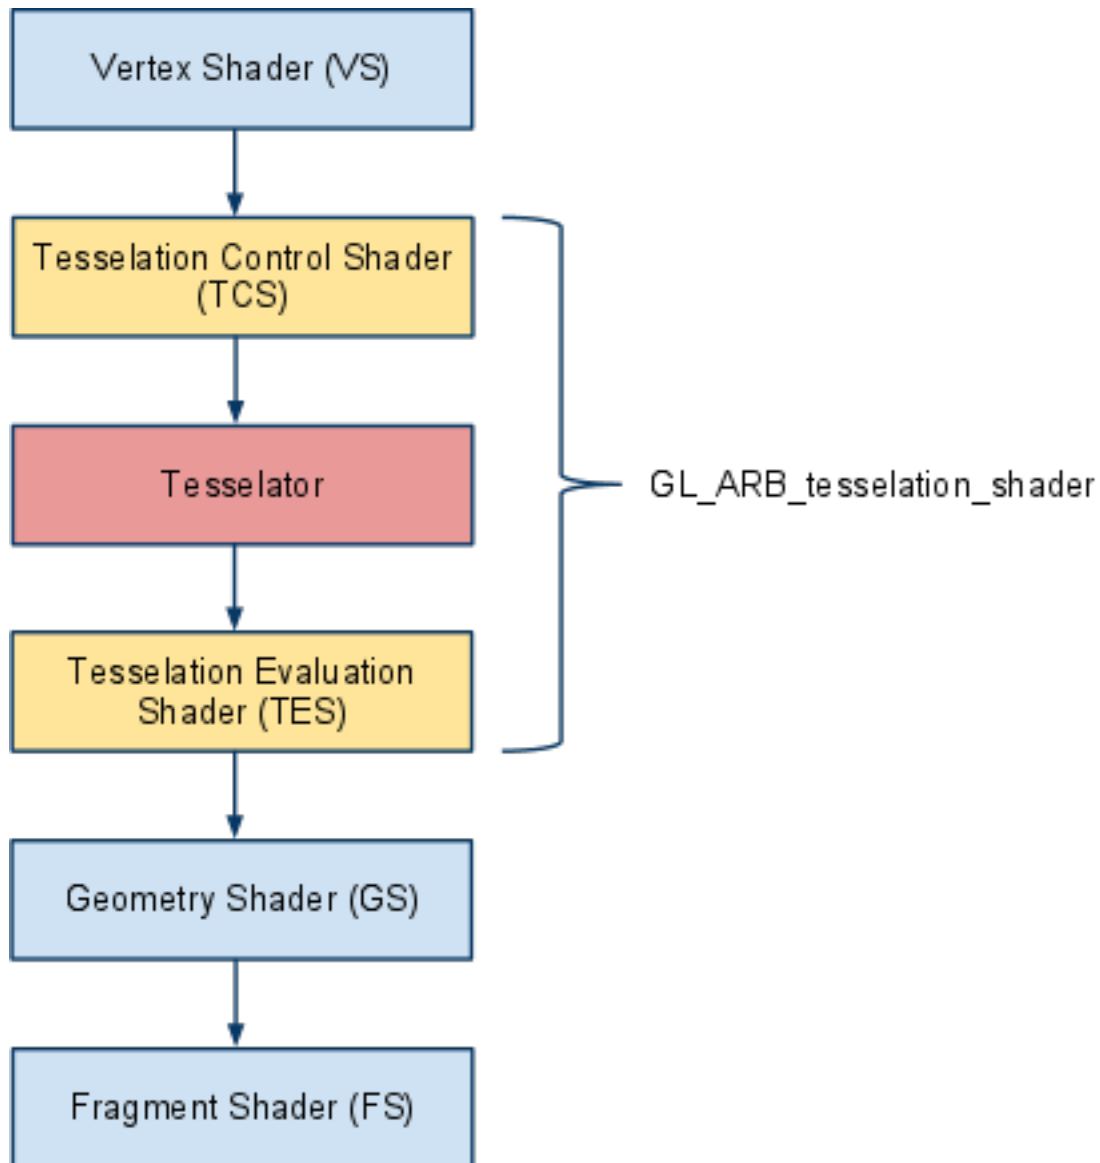 Vertex Shader (VS)
Tesselation Control Shader
(TCS)
Tesselator
GL_ARB_tesselation_shader
Tesselation Evaluation
Shader (TES)
Geometry Shader (GS)
Fragment Shader (FS)